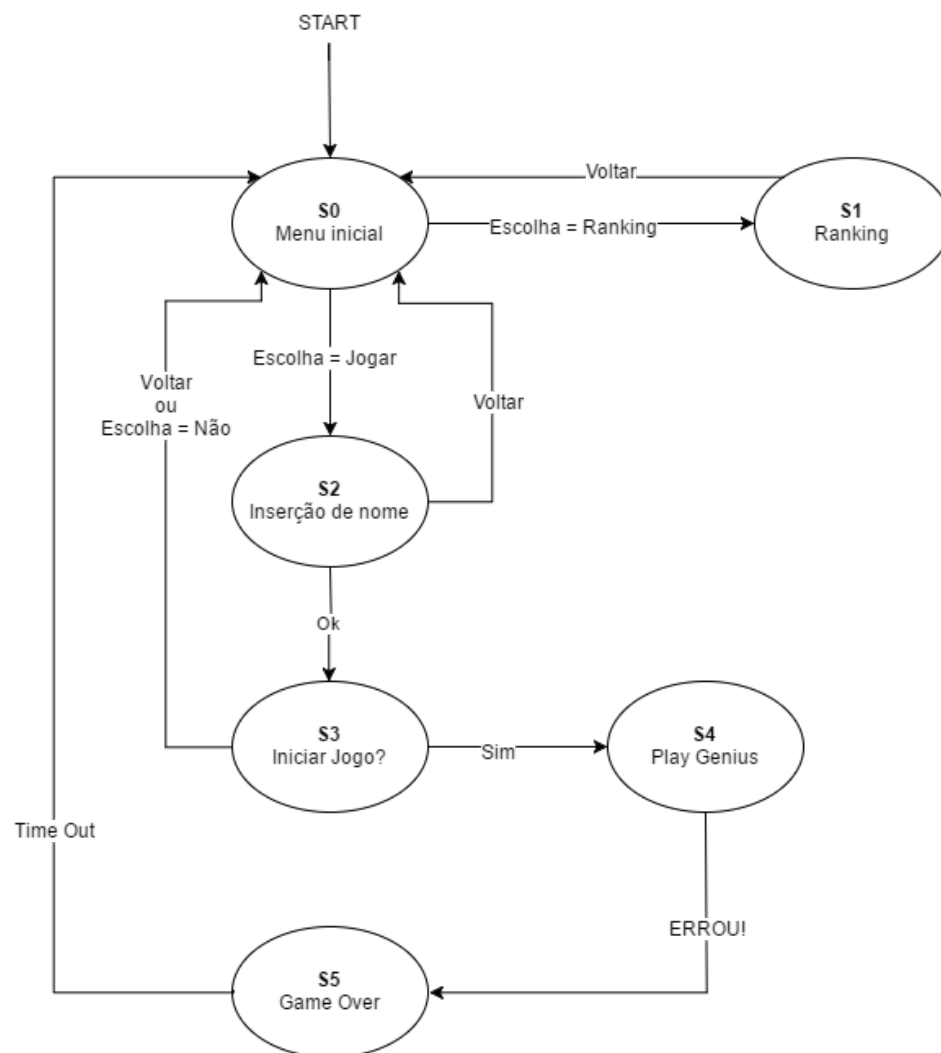 START
Voltar
S0
Menu inicial
Escolha = Ranking
S1
Ranking
Escolha = Jogar
Voltar
ou
Escolha = Não
Voltar
S2
Inserção de nome
Ok
S3
Iniciar Jogo?
Sim
S4
Play Genius
Time Out
ERROU!
S5
Game Over